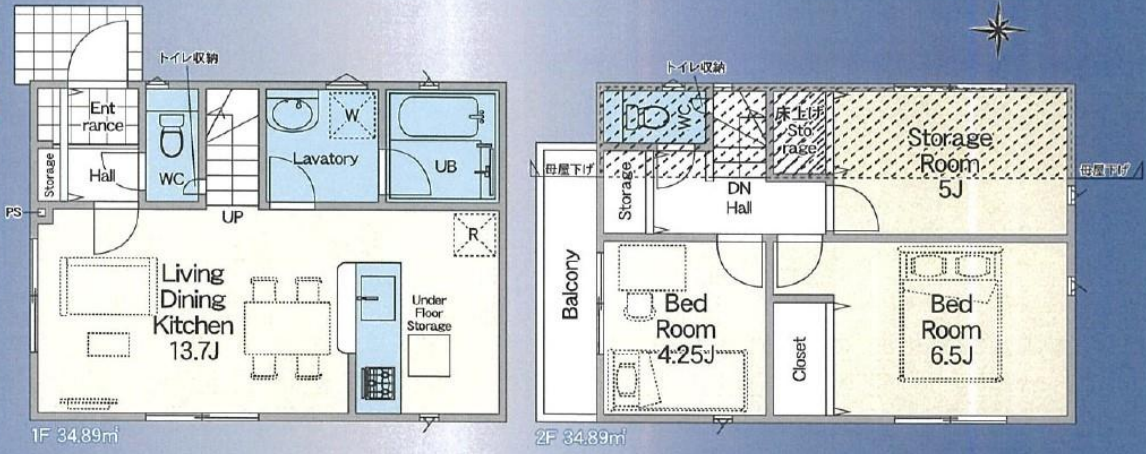 トイレ収納
Ent
rance
Storage
Hall
WC
Lavatory
W
UB
PS
UP
R
Living
Dining
Kitchen
13.7J
Under
Floor
Storage
1F 34.89㎡
トイレ収納
WC
床上げ
Sto
rage
Storage
Room
5J
母屋下げ
母屋下げ
Storage
DN
Hall
Balcony
Bed
Room
4.25J
Closet
Bed
Room
6.5J
2F 34.89㎡